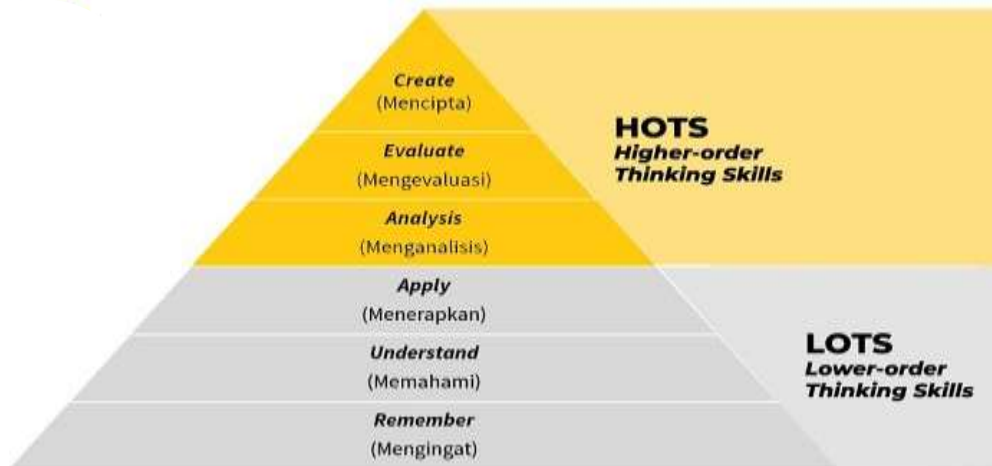 Create
(Mencipta)
Evaluate
(Mengevaluasi)
Analysis
(Menganalisis)
Apply
(Menerapkan)
Understand
(Memahami)
Remember
(Mengingat)
HOTS
Higher-order
Thinking Skills
LOTS
Lower-order
Thinking Skills